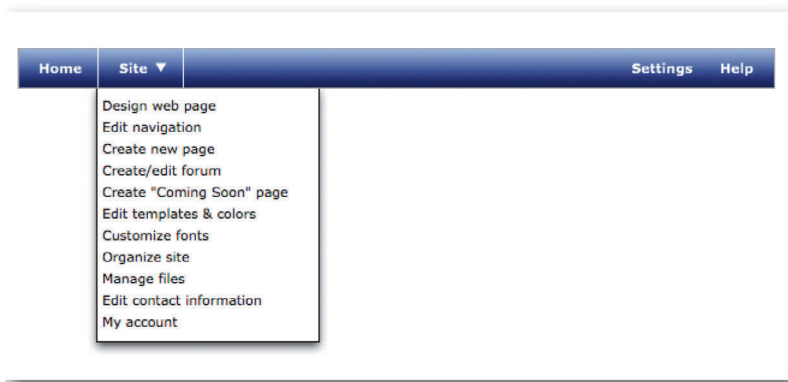 Home Site ▼ Settings Help
Design web page
Edit navigation
Create new page
Create/edit forum
Create "Coming Soon" page
Edit templates & colors
Customize fonts
Organize site
Manage files
Edit contact information
My account